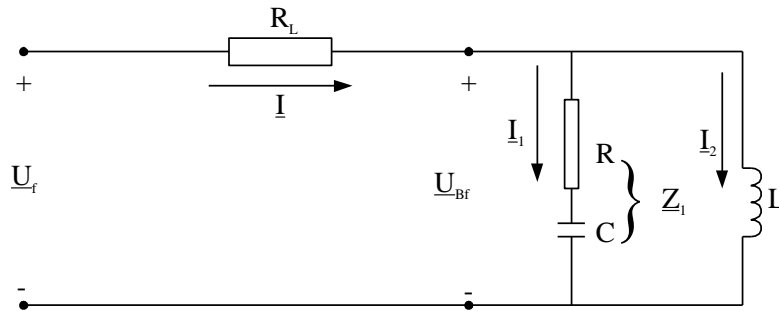 R_L
+
+
I
I_1
R
I_2
U_f
U_Bf
}
Z_1
L
C
-
-